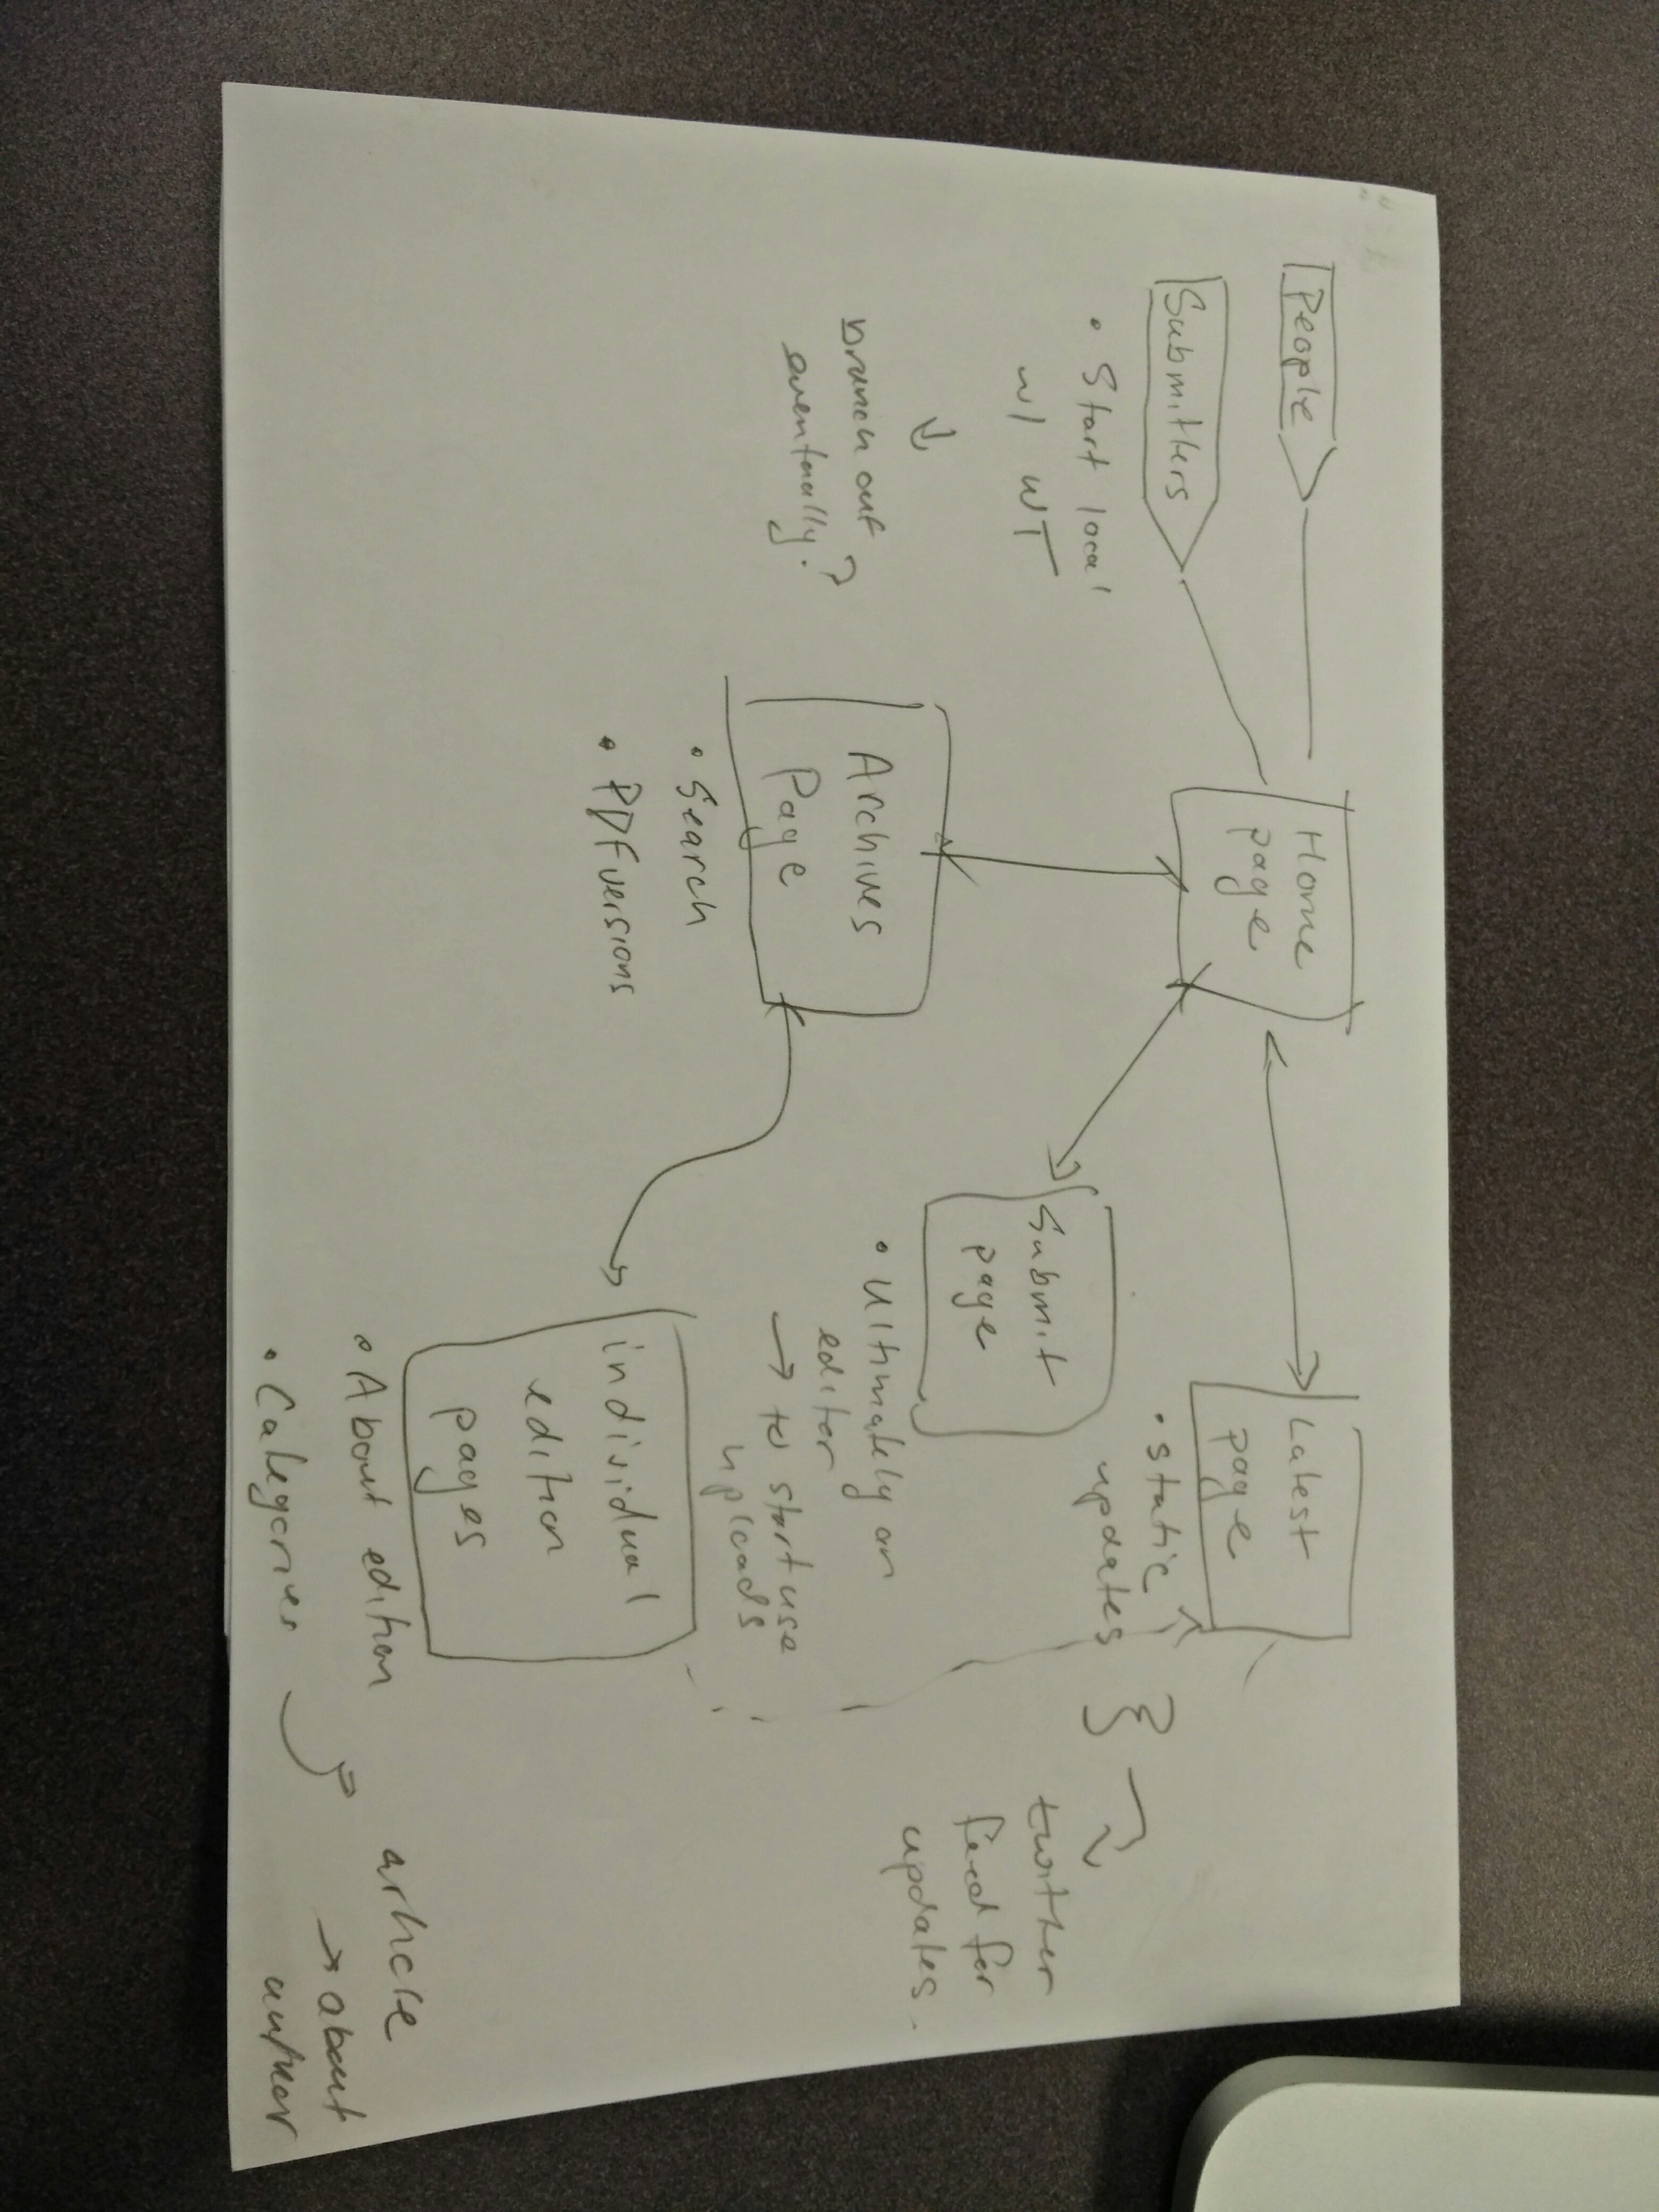 People
Submitters
• Start local
w/ WT
branch out
eventually?
Home
page
Latest
page
• static
updates
twitter
feed for
updates.
Submit
page
• Ultimately an
editor
→ to start use
uploads
Archives
Page
• Search
• PDF versions
individual
edition
pages
• About edition
• Categories
article
→ about
author